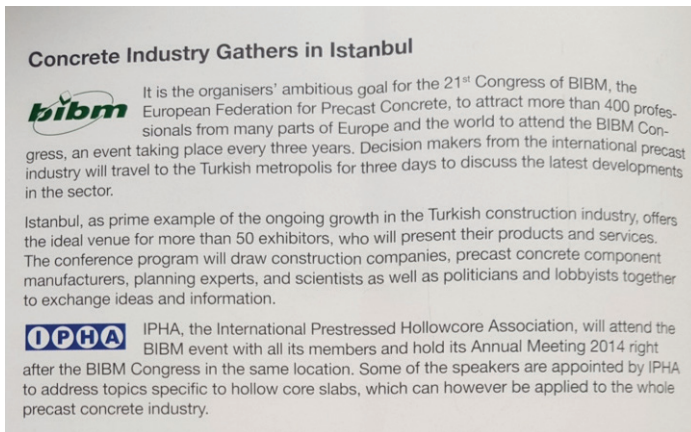 Concrete Industry Gathers in Istanbul
bibm
It is the organisers' ambitious goal for the 21st Congress of BIBM, the
European Federation for Precast Concrete, to attract more than 400 profes-
sionals from many parts of Europe and the world to attend the BIBM Con-
gress, an event taking place every three years. Decision makers from the international precast
industry will travel to the Turkish metropolis for three days to discuss the latest developments
in the sector.
Istanbul, as prime example of the ongoing growth in the Turkish construction industry, offers
the ideal venue for more than 50 exhibitors, who will present their products and services.
The conference program will draw construction companies, precast concrete component
manufacturers, planning experts, and scientists as well as politicians and lobbyists together
to exchange ideas and information.
IPHA
IPHA, the International Prestressed Hollowcore Association, will attend the
BIBM event with all its members and hold its Annual Meeting 2014 right
after the BIBM Congress in the same location. Some of the speakers are appointed by IPHA
to address topics specific to hollow core slabs, which can however be applied to the whole
precast concrete industry.